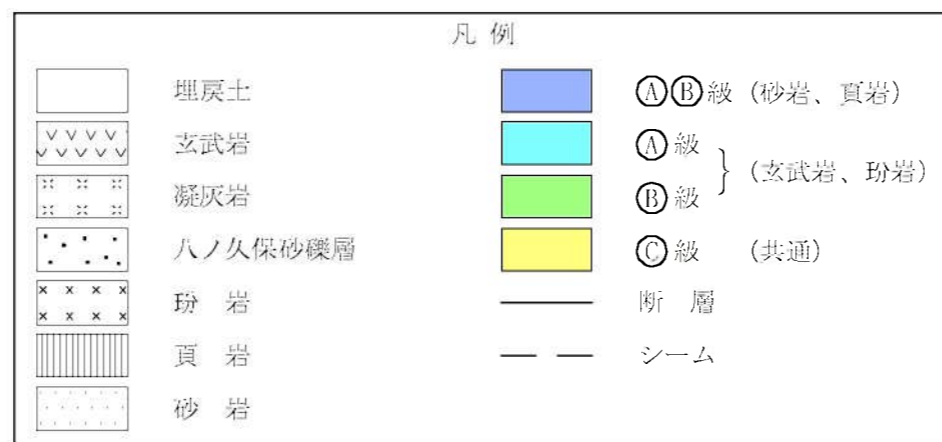 凡 例
埋戻土
玄武岩
凝灰岩
八ノ久保砂礫層
玢 岩
頁 岩
砂 岩
ⒶⒷ級 (砂岩、頁岩)
Ⓐ級
Ⓑ級
(玄武岩、玢岩)
Ⓒ級 (共通)
断 層
シーム